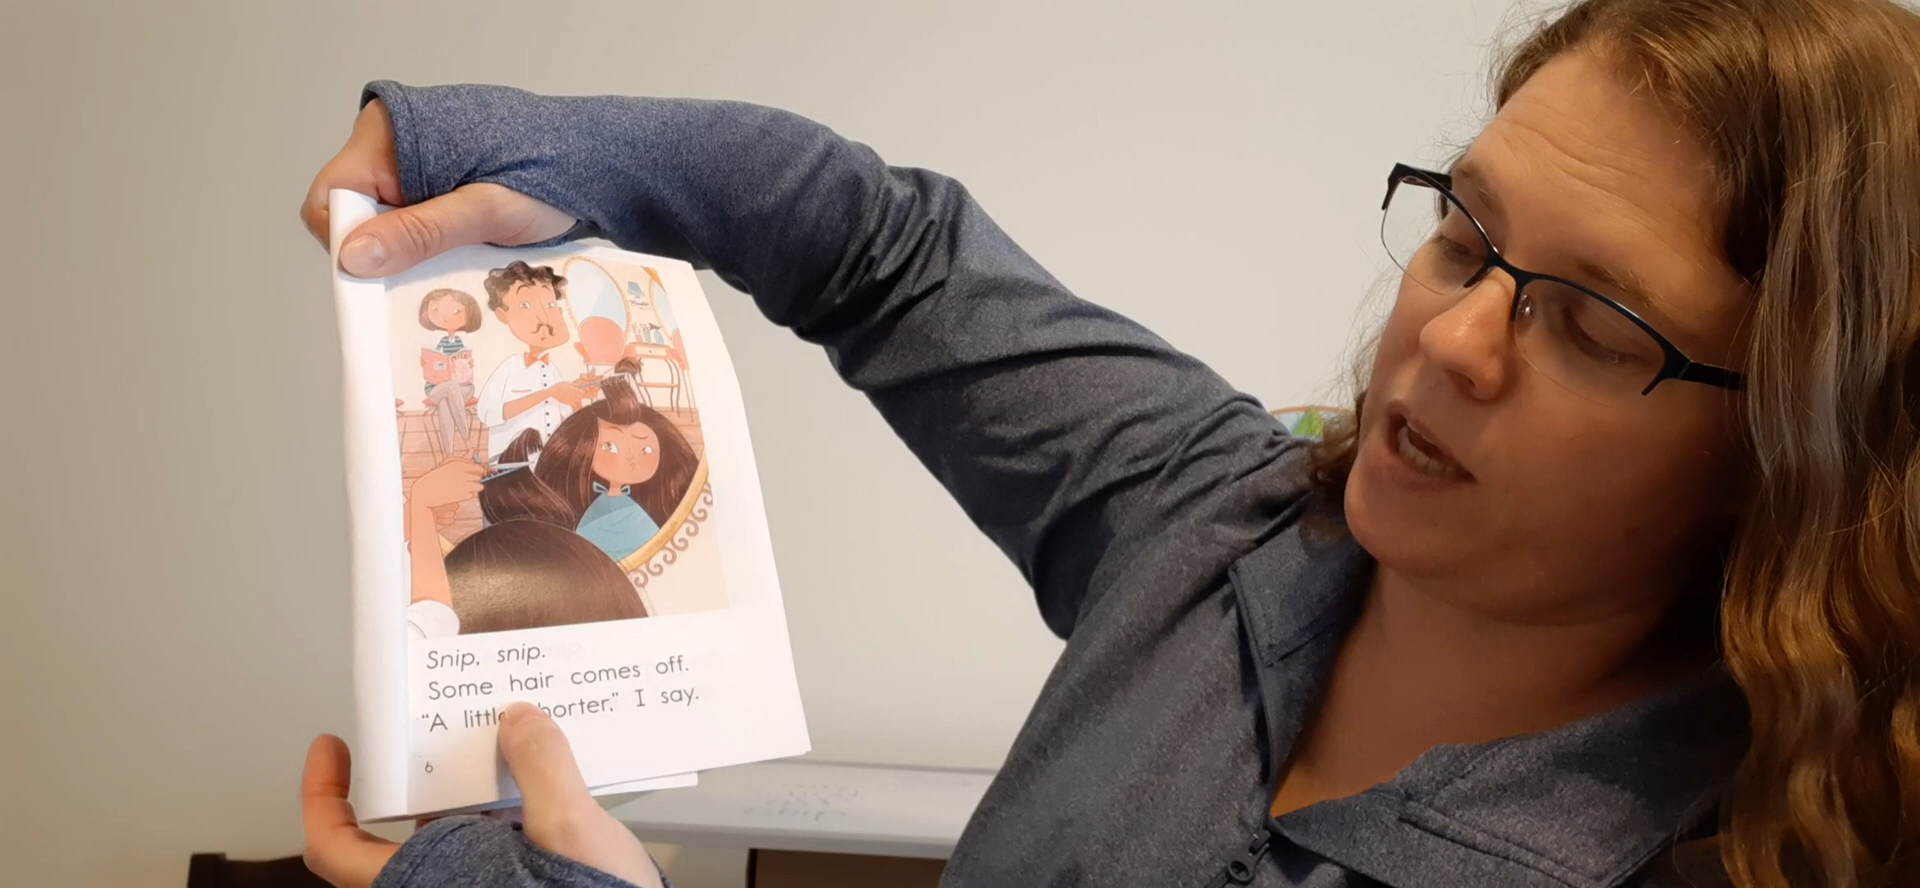 Snip, snip.
Some hair comes off.
"A little shorter," I say.
6